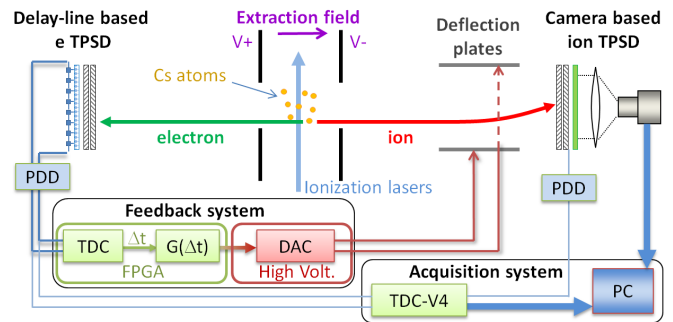 Delay-line based
e TPSD
Extraction field
V+
V-
Deflection
plates
Camera based
ion TPSD
Cs atoms
electron
ion
PDD
PDD
Ionization lasers
Feedback system
TDC
Δt
G(Δt)
DAC
FPGA
High Volt.
Acquisition system
TDC-V4
PC